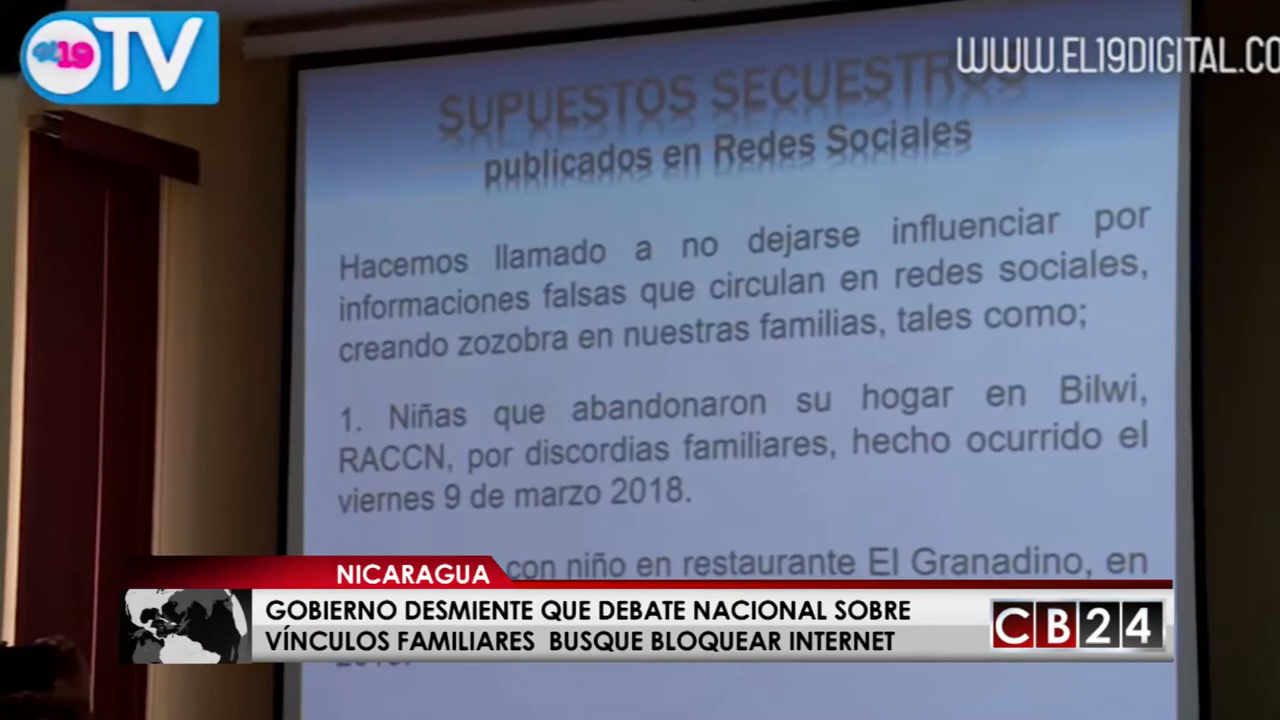 el19 TV
WWW.EL19DIGITAL.CO
SUPUESTOS SECUESTROS
publicados en Redes Sociales
Hacemos llamado a no dejarse influenciar por
informaciones falsas que circulan en redes sociales,
creando zozobra en nuestras familias, tales como;
1. Niñas que abandonaron su hogar en Bilwi,
RACCN, por discordias familiares, hecho ocurrido el
viernes 9 de marzo 2018.
con niño en restaurante El Granadino, en
NICARAGUA
GOBIERNO DESMIENTE QUE DEBATE NACIONAL SOBRE
VÍNCULOS FAMILIARES BUSQUE BLOQUEAR INTERNET
CB24